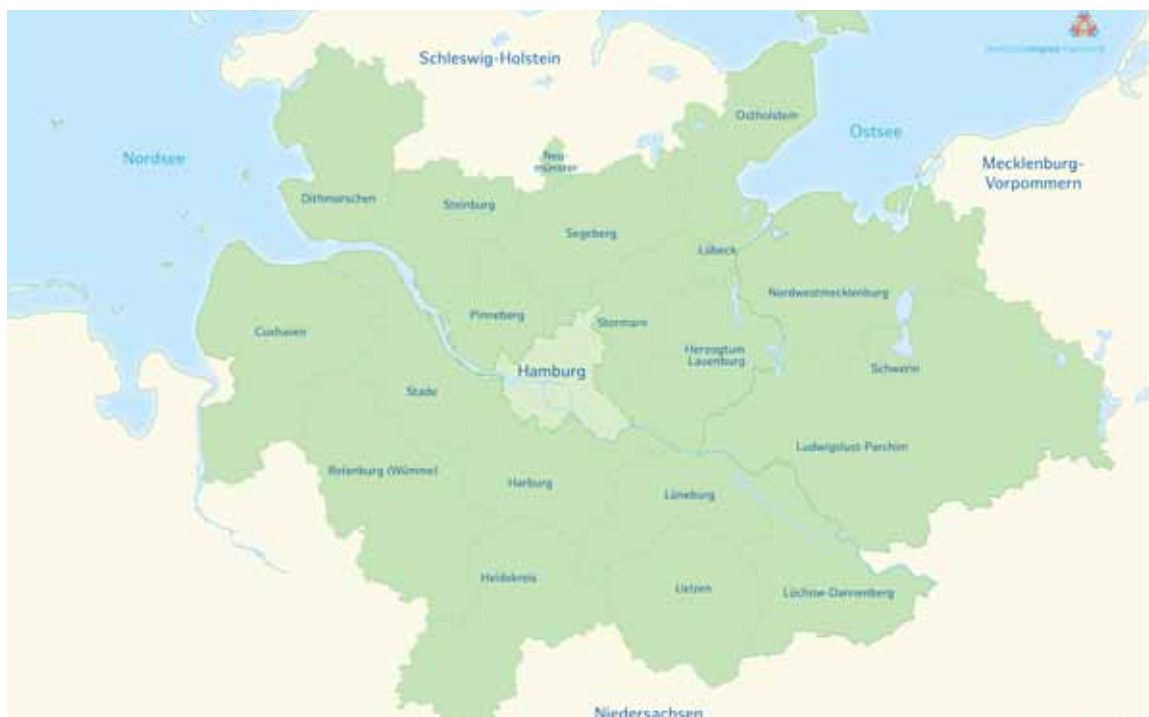 Schleswig-Holstein
Ostholstein
Ostsee
Nordsee
Neu-
münster
Mecklenburg-
Vorpommern
Dithmarschen
Steinburg
Segeberg
Lübeck
Nordwestmecklenburg
Pinneberg
Stormarn
Cuxhaven
Herzogtum
Lauenburg
Hamburg
Schwerin
Stade
Ludwigslust-Parchim
Rotenburg (Wümme)
Harburg
Lüneburg
Heidekreis
Uelzen
Lüchow-Dannenberg
Niedersachsen